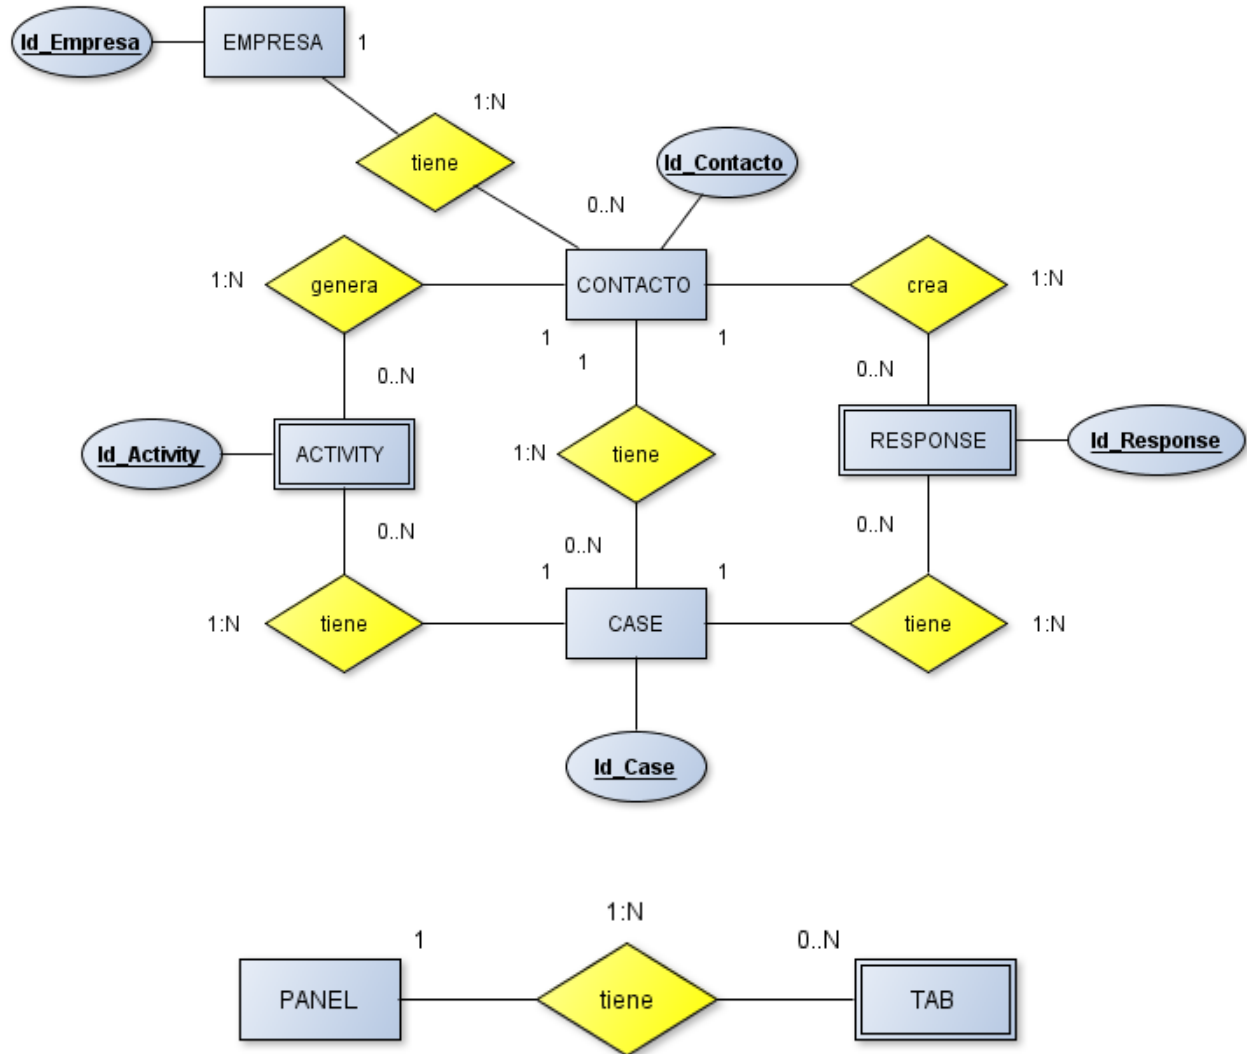 Id_Empresa
EMPRESA
1
1:N
tiene
Id_Contacto
0..N
1:N
genera
CONTACTO
crea
1:N
1
1
1
0..N
0..N
Id_Activity
ACTIVITY
1:N
tiene
RESPONSE
Id_Response
0..N
0..N
0..N
1
1
1:N
tiene
CASE
tiene
1:N
Id_Case
1:N
1
0..N
PANEL
tiene
TAB